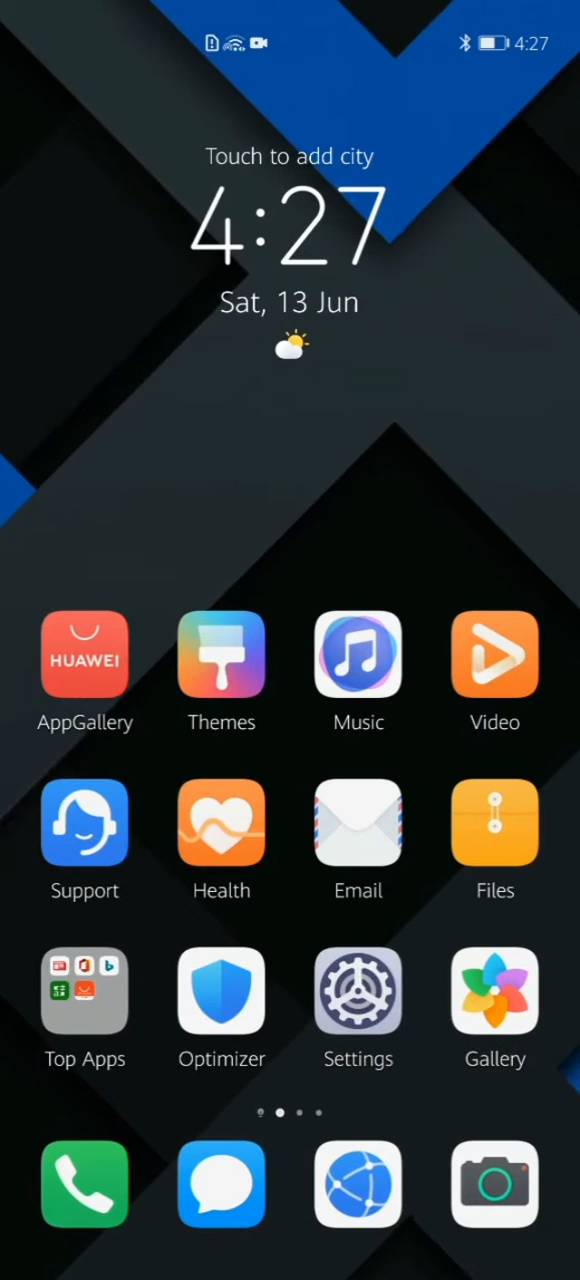 4:27
Touch to add city
4:27
Sat, 13 Jun
HUAWEI
AppGallery
Themes
Music
Video
Support
Health
Email
Files
Top Apps
Optimizer
Settings
Gallery